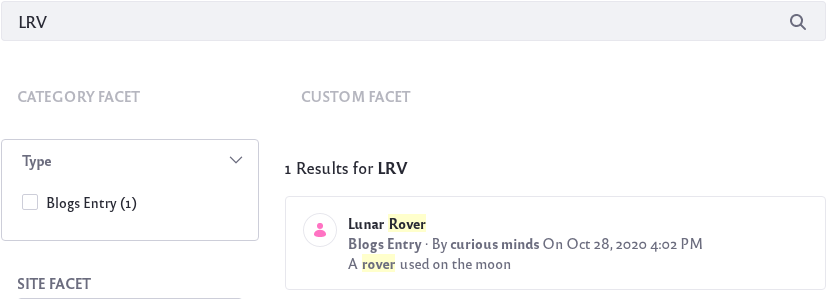 LRV
CATEGORY FACET
CUSTOM FACET
Type
Blogs Entry (1)
SITE FACET
1 Results for LRV
Lunar Rover
Blogs Entry · By curious minds On Oct 28, 2020 4:02 PM
A rover used on the moon